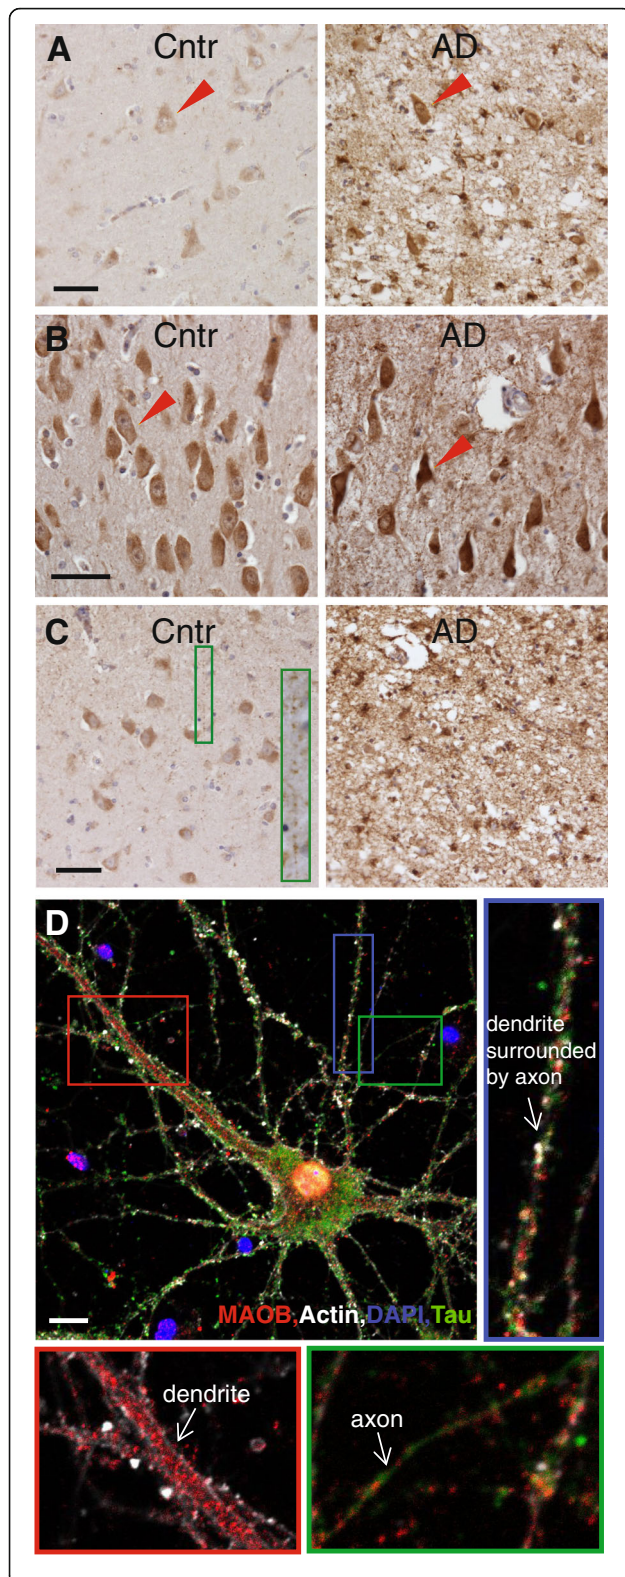 A
Cntr
AD
B
Cntr
AD
C
Cntr
AD
D
dendrite
surrounded
by axon
MAOB,Actin,DAPI,Tau
dendrite
axon